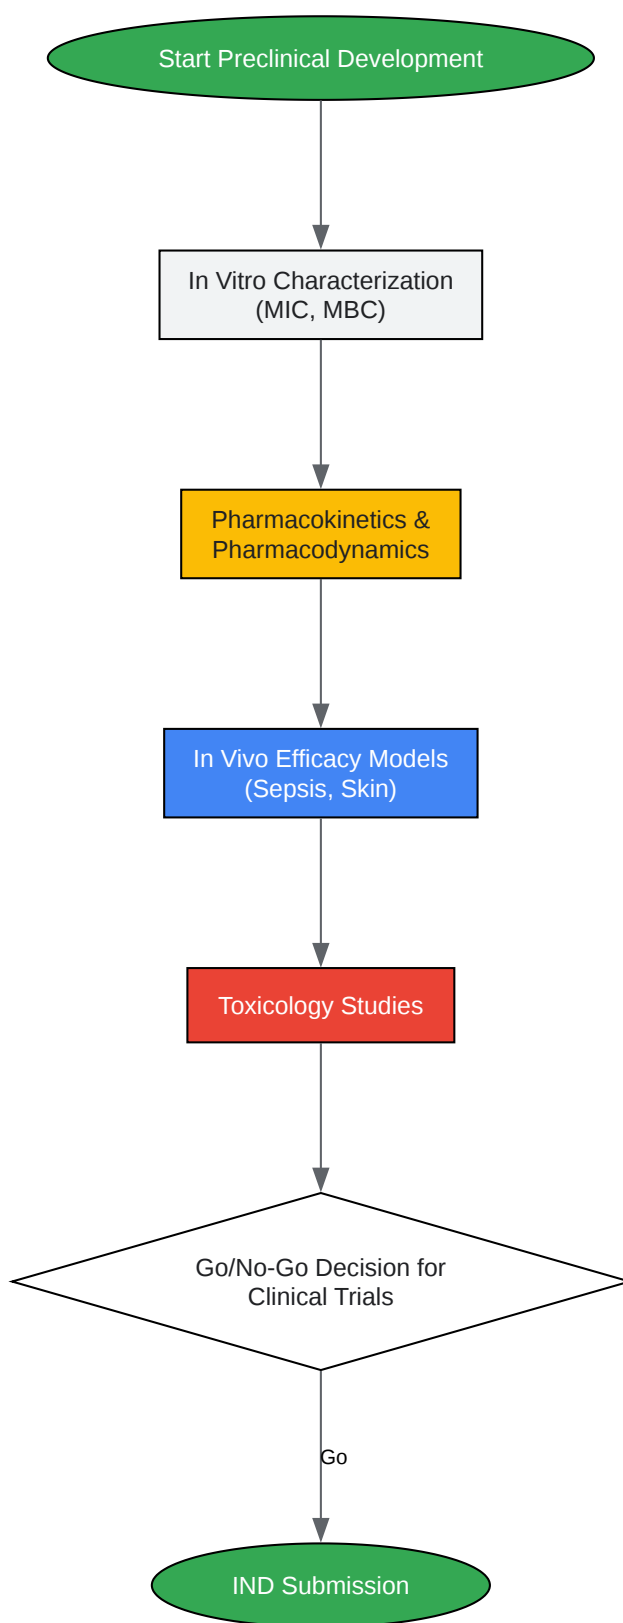 Start Preclinical Development
In Vitro Characterization
(MIC, MBC)
Pharmacokinetics &
Pharmacodynamics
In Vivo Efficacy Models
(Sepsis, Skin)
Toxicology Studies
Go/No-Go Decision for
Clinical Trials
Go
IND Submission